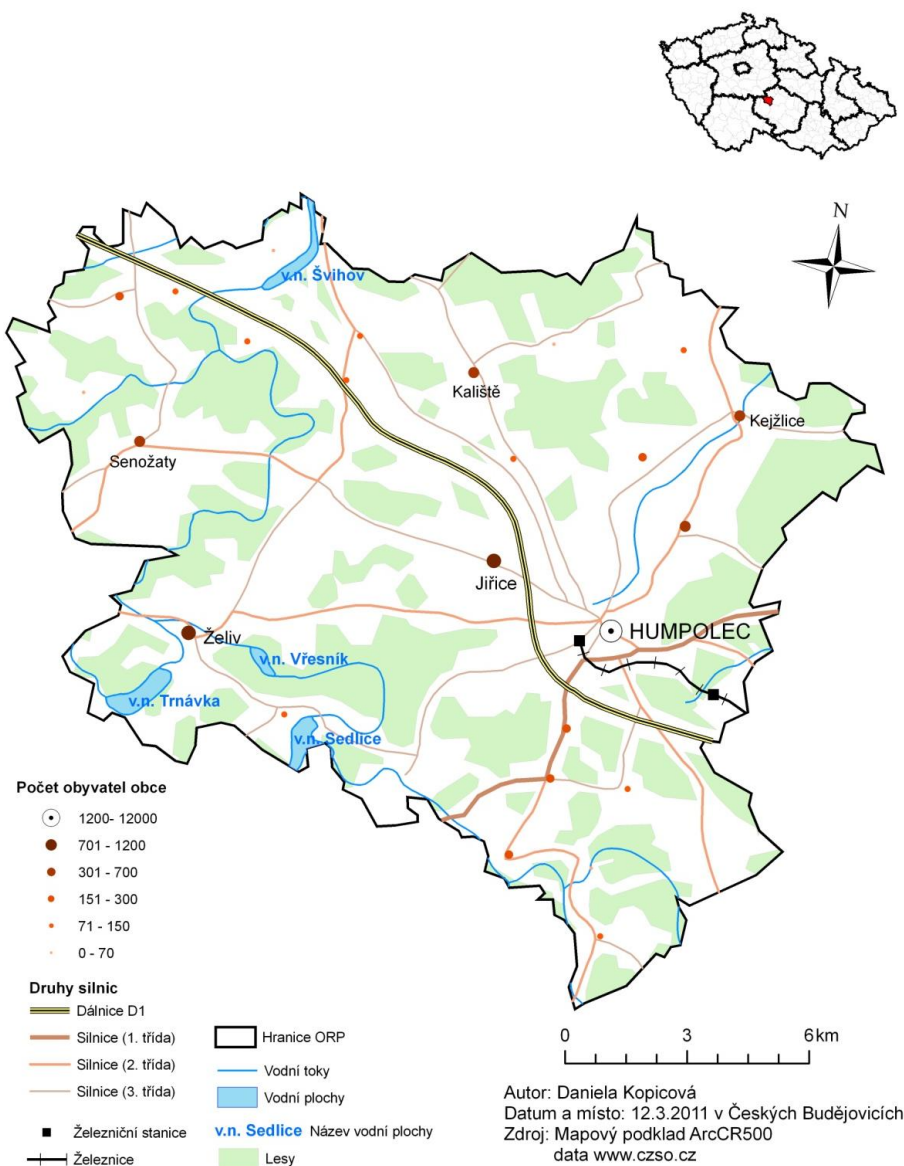 N
v.n. Švihov
Kaliště
Kejžlice
Senožaty
Jiřice
HUMPOLEC
Želiv
v.n. Vřesník
v.n. Trnávka
v.n. Sedlice
Počet obyvatel obce
1200- 12000
701 - 1200
301 - 700
151 - 300
71 - 150
0 - 70
Druhy silnic
Dálnice D1
Silnice (1. třída)
Silnice (2. třída)
Silnice (3. třída)
Železniční stanice
Železnice
Hranice ORP
Vodní toky
Vodní plochy
v.n. Sedlice Název vodní plochy
Lesy
0 3 6 km
Autor: Daniela Kopicová
Datum a místo: 12.3.2011 v Českých Budějovicích
Zdroj: Mapový podklad ArcCR500
data www.czso.cz